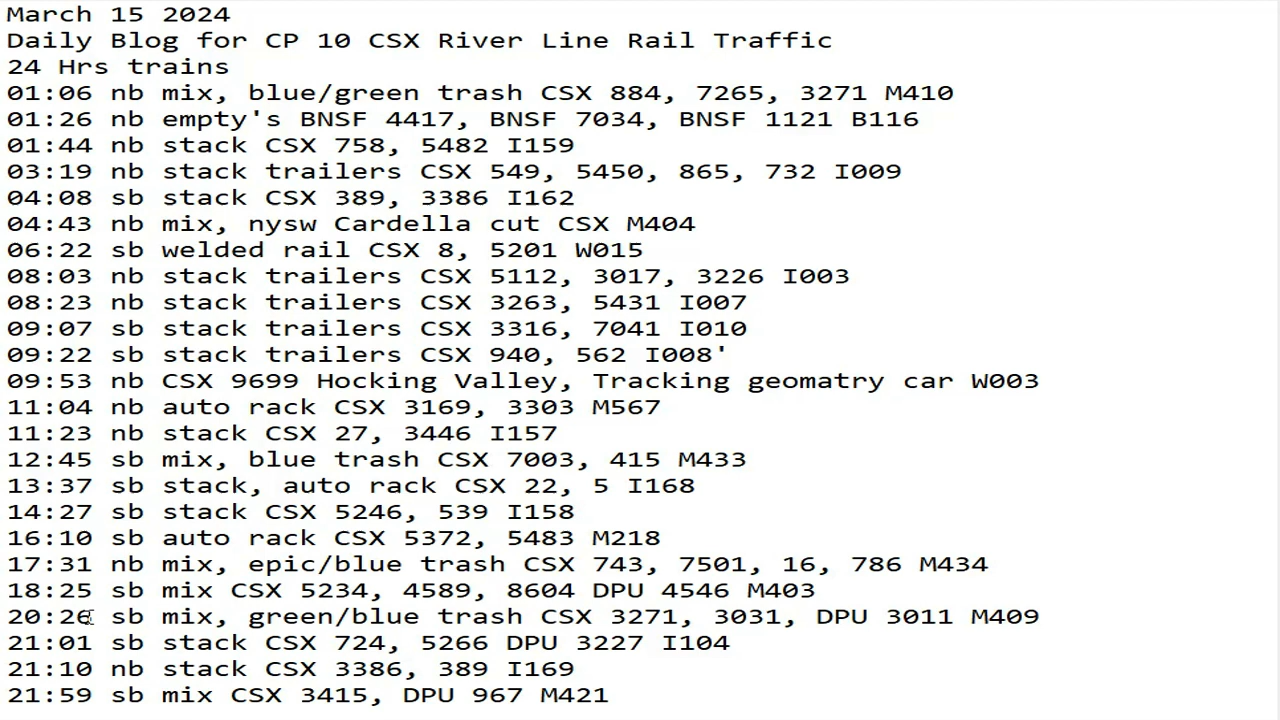 March 15 2024
Daily Blog for CP 10 CSX River Line Rail Traffic
24 Hrs trains
01:06 nb mix, blue/green trash CSX 884, 7265, 3271 M410
01:26 nb empty's BNSF 4417, BNSF 7034, BNSF 1121 B116
01:44 nb stack CSX 758, 5482 I159
03:19 nb stack trailers CSX 549, 5450, 865, 732 I009
04:08 sb stack CSX 389, 3386 I162
04:43 nb mix, nysw Cardella cut CSX M404
06:22 sb welded rail CSX 8, 5201 W015
08:03 nb stack trailers CSX 5112, 3017, 3226 I003
08:23 nb stack trailers CSX 3263, 5431 I007
09:07 sb stack trailers CSX 3316, 7041 I010
09:22 sb stack trailers CSX 940, 562 I008'
09:53 nb CSX 9699 Hocking Valley, Tracking geomatry car W003
11:04 nb auto rack CSX 3169, 3303 M567
11:23 nb stack CSX 27, 3446 I157
12:45 sb mix, blue trash CSX 7003, 415 M433
13:37 sb stack, auto rack CSX 22, 5 I168
14:27 sb stack CSX 5246, 539 I158
16:10 sb auto rack CSX 5372, 5483 M218
17:31 nb mix, epic/blue trash CSX 743, 7501, 16, 786 M434
18:25 sb mix CSX 5234, 4589, 8604 DPU 4546 M403
20:26 sb mix, green/blue trash CSX 3271, 3031, DPU 3011 M409
21:01 sb stack CSX 724, 5266 DPU 3227 I104
21:10 nb stack CSX 3386, 389 I169
21:59 sb mix CSX 3415, DPU 967 M421